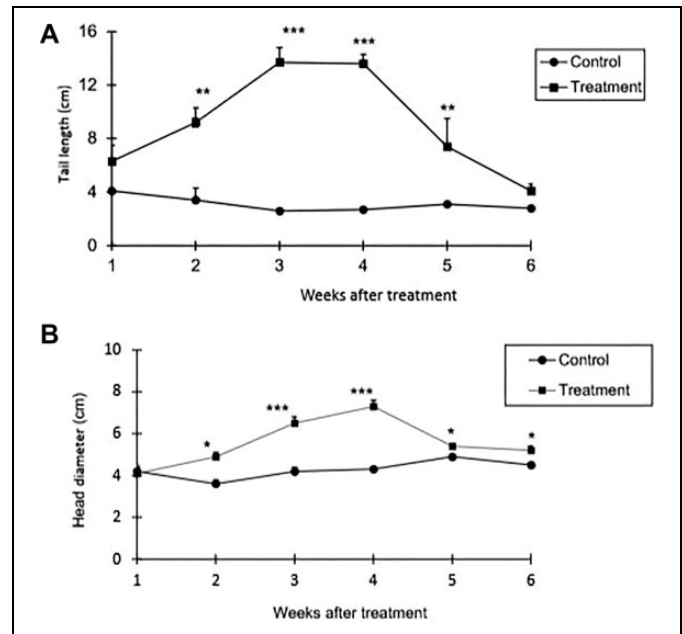 A
16
12
8
4
0
Tail length (cm)
** *** *** **
Control
Treatment
1 2 3 4 5 6
Weeks after treatment
B
10
8
6
4
2
0
Head diameter (cm)
* *** *** * *
Control
Treatment
1 2 3 4 5 6
Weeks after treatment